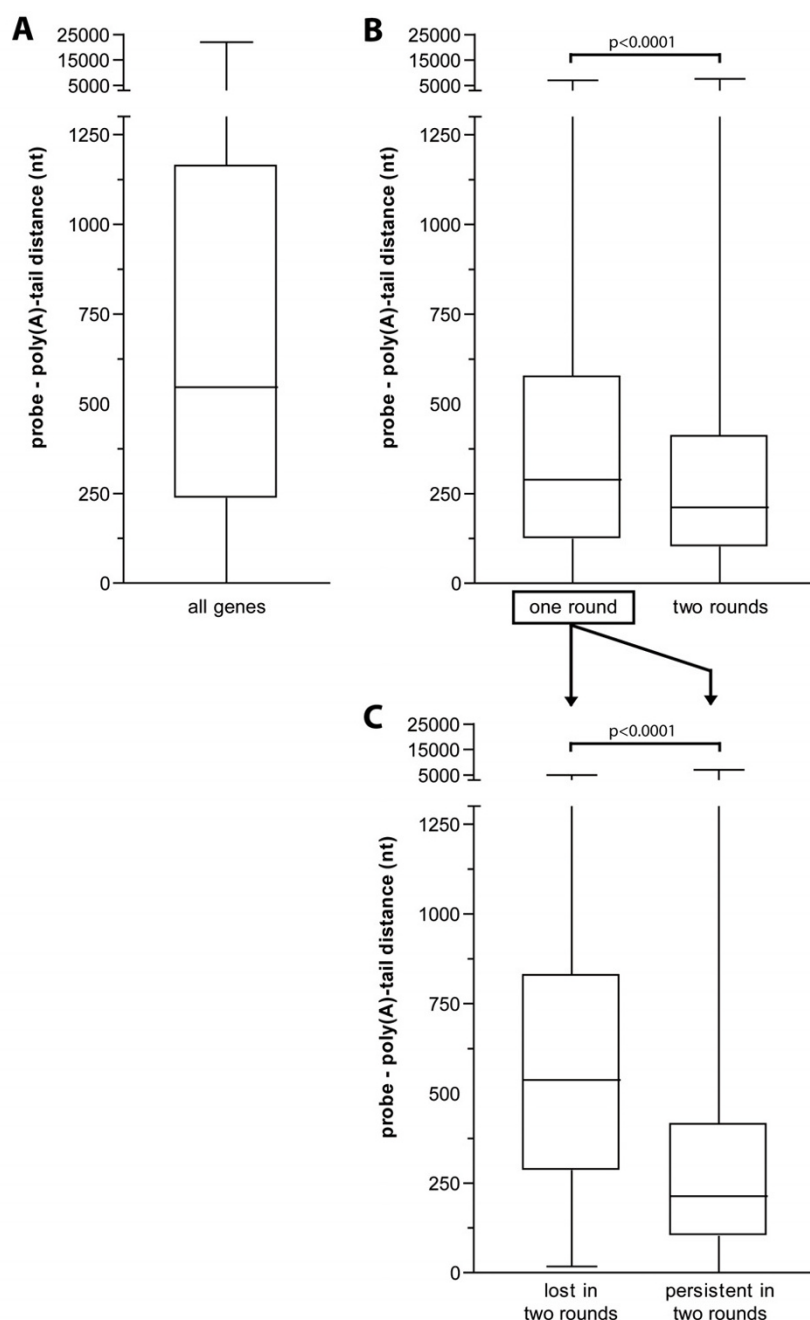 A
25000
15000
5000
1250
1000
750
500
250
0
probe - poly(A)-tail distance (nt)
all genes
B
25000
15000
5000
p<0.0001
1250
1000
750
500
250
0
probe - poly(A)-tail distance (nt)
one round
two rounds
C
25000
15000
5000
p<0.0001
1250
1000
750
500
250
0
probe - poly(A)-tail distance (nt)
lost in
two rounds
persistent in
two rounds